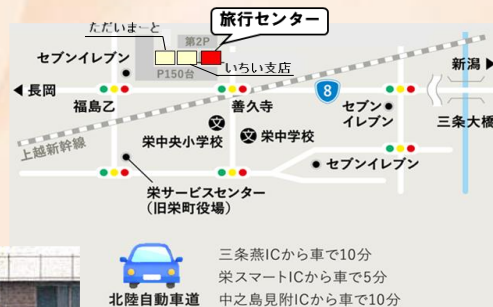 旅行センター
ただいまーと
第2P
セブンイレブン
いちい支店
P150台
新潟
長岡
8
福島乙
善久寺
セブン
イレブン
三条大橋
文
栄中央小学校
文
栄中学校
上越新幹線
セブンイレブン
栄サービスセンター
(旧栄町役場)
三条燕ICから車で10分
栄スマートICから車で5分
北陸自動車道
中之島見附ICから車で10分